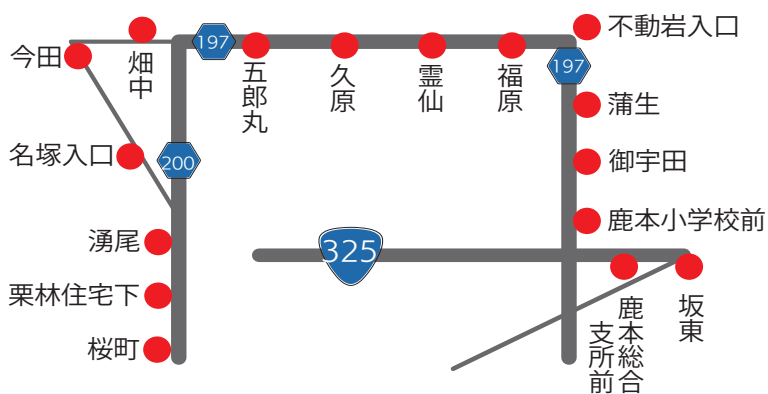 今田
畑中
197
五郎丸
久原
霊仙
福原
不動岩入口
197
蒲生
御宇田
鹿本小学校前
名塚入口
200
湧尾
栗林住宅下
桜町
325
鹿本総合
支所前
坂東